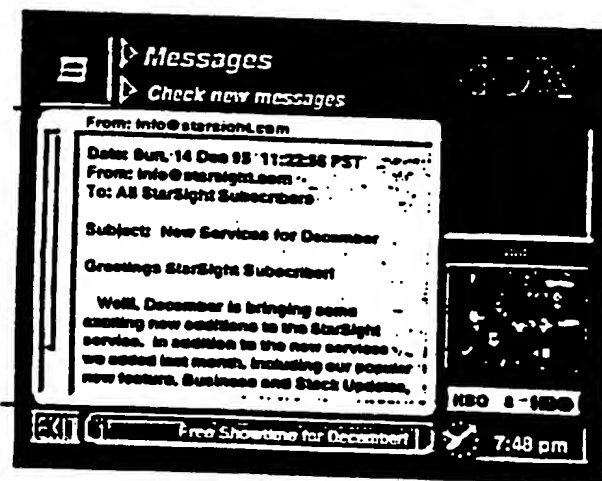 Messages
Check new messages
From: info@starsight.com
Date: Sun, 14 Dec 95 11:22:56 PST
From: info@starsight.com
To: All StarSight Subscribers
Subject: New Services for December
Greetings StarSight Subscriber!
Well, December is bringing some
exciting new additions to the StarSight
service. In addition to the new services
we added last month, including our popular
new feature, Business and Stock Updates,
HBO
EXIT
Free Showtime for December!
7:48 pm